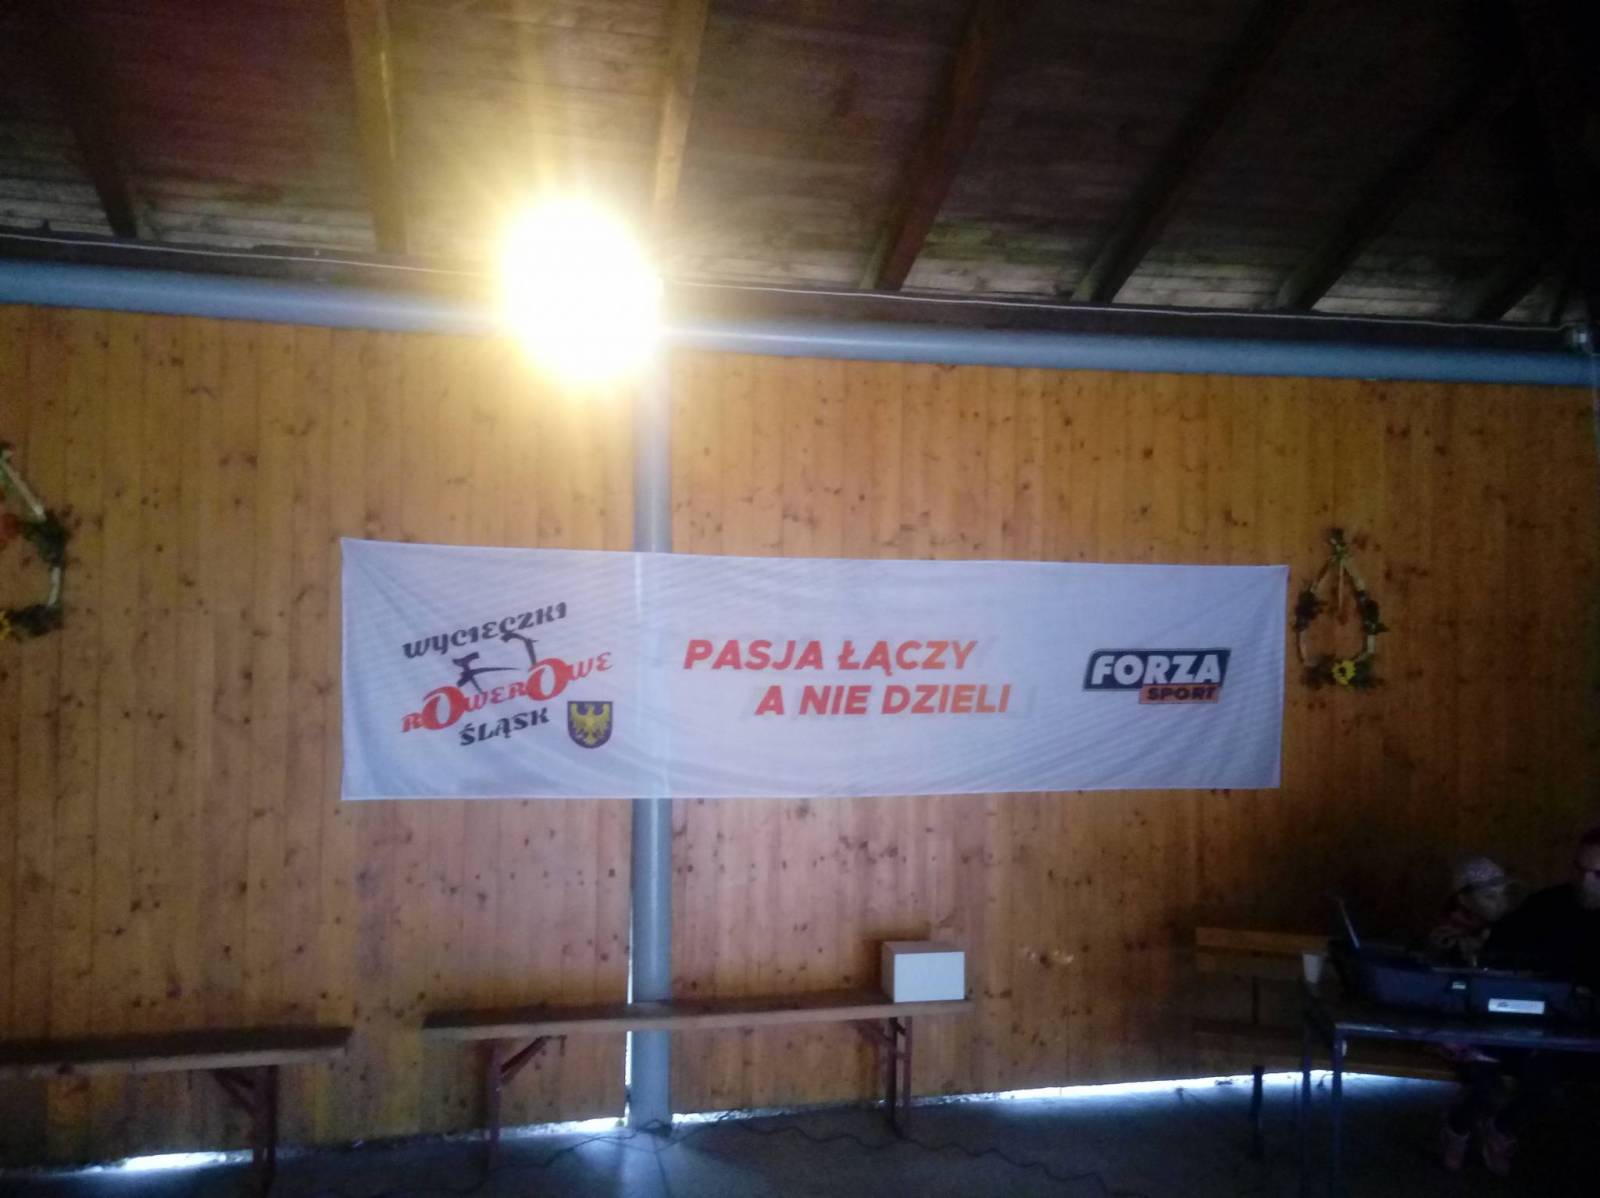 WYCIECZKI
ROWEROWE
ŚLĄSK
PASJA ŁĄCZY
A NIE DZIELI
FORZA
SPORT